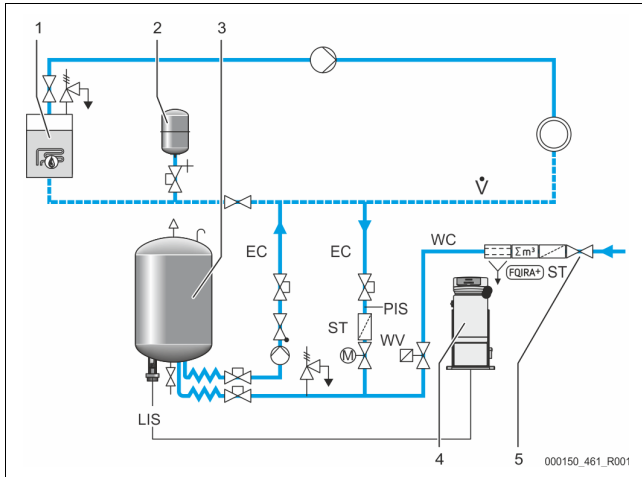 1
2
3
V̇
EC
EC
WC
Σm³
FQIRA+
ST
PIS
ST
WV
M
LIS
4
5
000150_461_R001